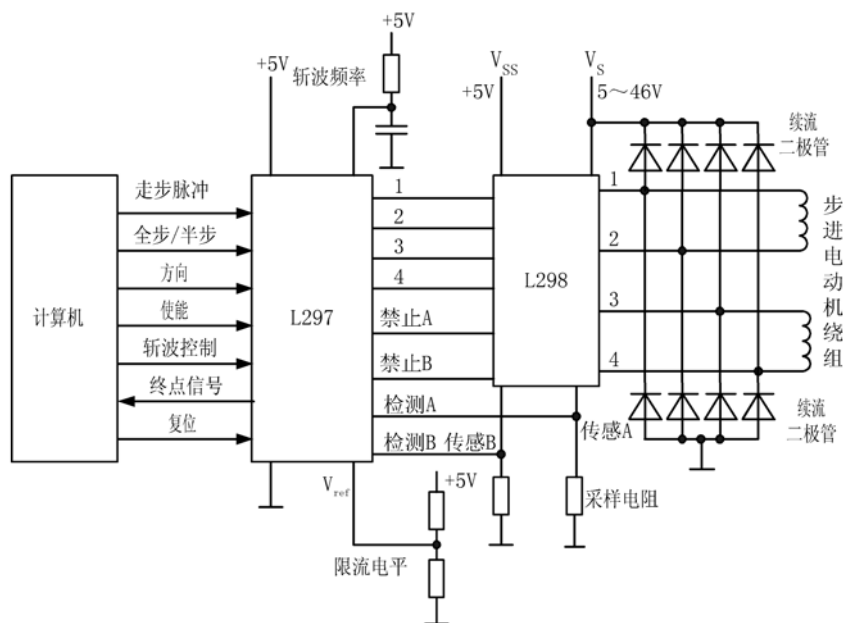 +5V
+5V
斩波频率
V_SS
+5V
V_S
5～46V
续流
二极管
走步脉冲
全步/半步
方向
使能
斩波控制
终点信号
复位
计算机
L297
1
2
3
4
禁止A
禁止B
检测A
检测B
传感B
L298
1
2
3
4
传感A
步进电动机绕组
续流
二极管
V_ref
+5V
采样电阻
限流电平